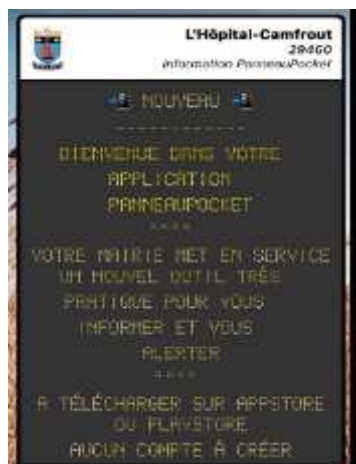 L'Hôpital-Camfrout
29460
Information PanneauPocket
NOUVEAU
------------
BIENVENUE DANS VOTRE
APPLICATION
PANNEAUPOCKET
****
VOTRE MAIRIE MET EN SERVICE
UN NOUVEL OUTIL TRÈS
PRATIQUE POUR VOUS
INFORMER ET VOUS
ALERTER
****
A TÉLÉCHARGER SUR APPSTORE
OU PLAYSTORE
AUCUN COMPTE À CRÉER